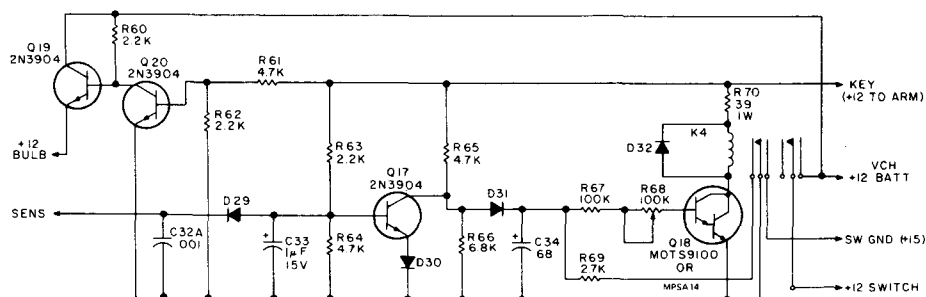 R60
2.2K
Q19
2N3904
Q20
2N3904
R61
4.7K
KEY
(+12 TO ARM)
R70
39
1W
R62
2.2K
K4
+12
BULB
R63
2.2K
R65
4.7K
D32
VCH
+12 BATT
Q17
2N3904
D29
D31
R67
100K
R68
100K
SENS
C32A
.001
+
C33
1µF
15V
R64
4.7K
D30
R66
6.8K
+
C34
68
Q18
MOTS9100
OR
MPSA14
R69
2.7K
SW GND (+15)
+12 SWITCH